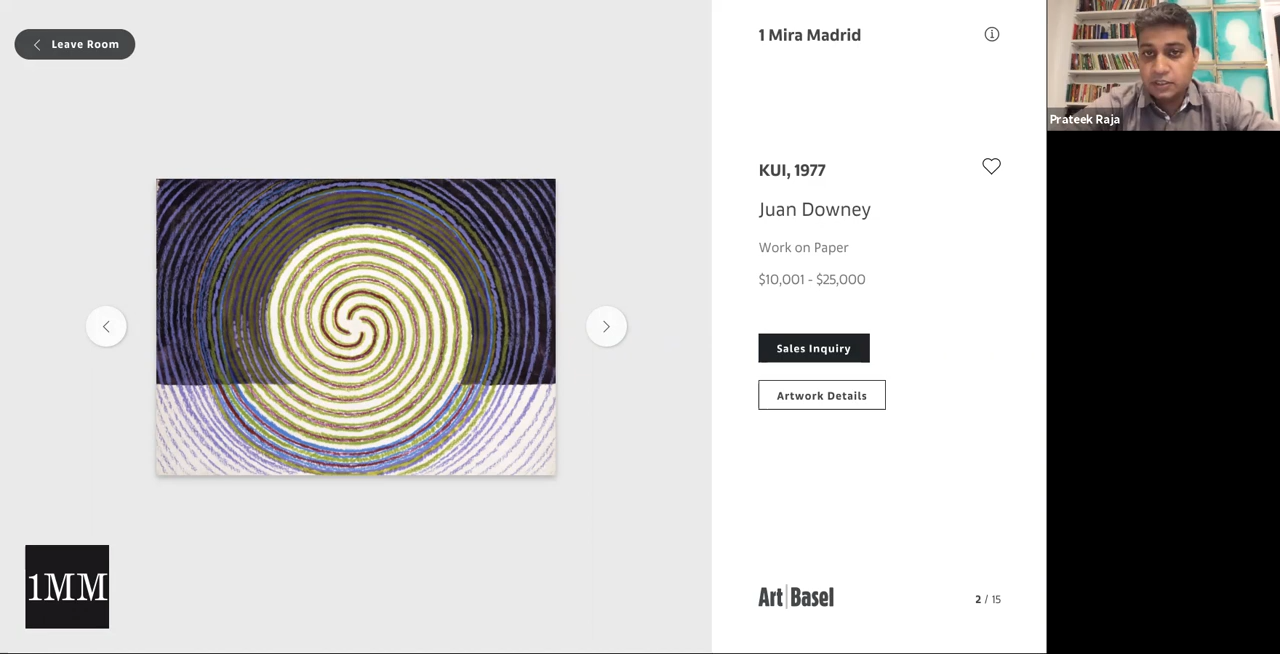 Leave Room
1 Mira Madrid
Prateek Raja
KUI, 1977
Juan Downey
Work on Paper
$10,001 - $25,000
Sales Inquiry
Artwork Details
1MM
Art Basel
2 / 15